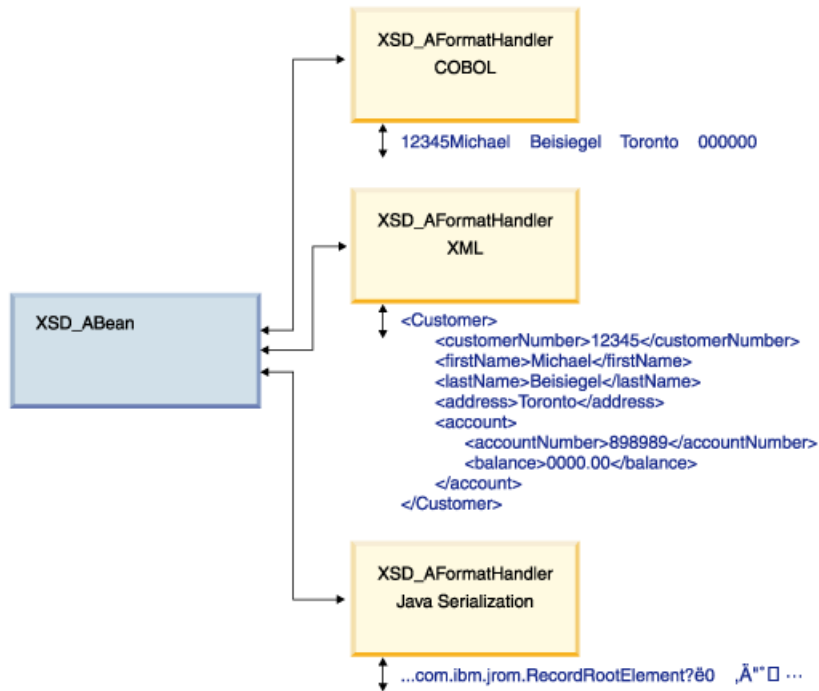 XSD_AFormatHandler
COBOL
12345Michael Beisiegel Toronto 000000
XSD_AFormatHandler
XML
XSD_ABean
<Customer>
<customerNumber>12345</customerNumber>
<firstName>Michael</firstName>
<lastName>Beisiegel</lastName>
<address>Toronto</address>
<account>
<accountNumber>898989</accountNumber>
<balance>0000.00</balance>
</account>
</Customer>
XSD_AFormatHandler
Java Serialization
...com.ibm.jrom.RecordRootElement?ë0